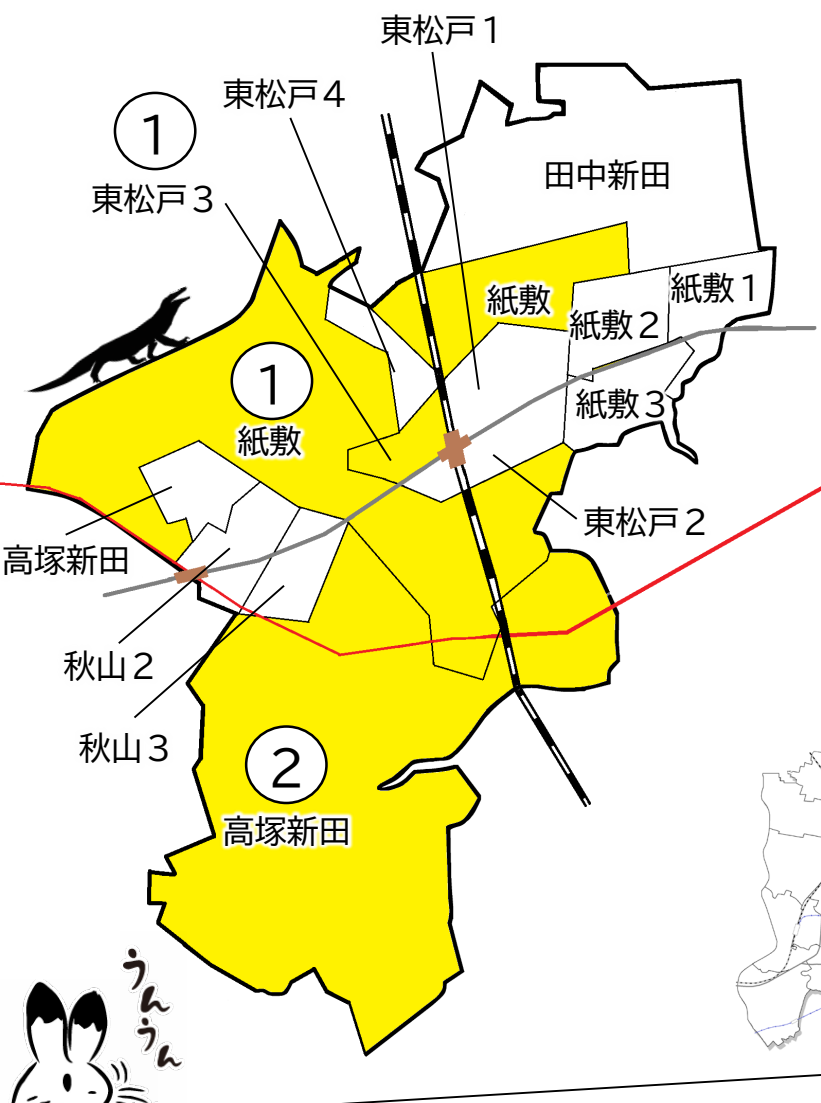 東松戸1
東松戸4
1
東松戸3
田中新田
紙敷
紙敷1
紙敷2
1
紙敷
紙敷3
東松戸2
高塚新田
秋山2
秋山3
2
高塚新田
うんうん